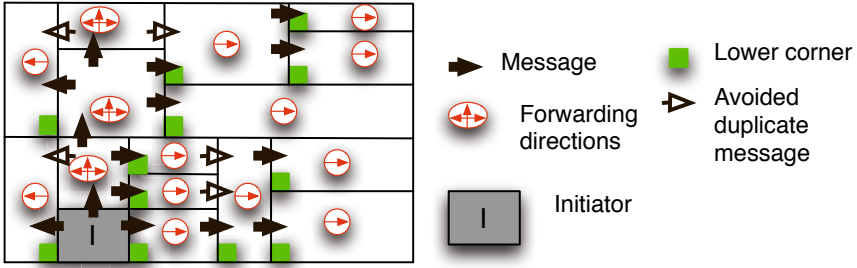 I
Message
Forwarding
directions
I
Initiator
Lower corner
Avoided
duplicate
message